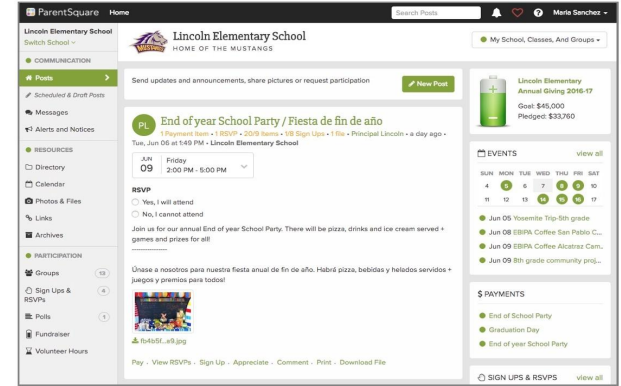 ParentSquare Home
Search Posts
Maria Sanchez
Lincoln Elementary School
Switch School
COMMUNICATION
Posts
Scheduled & Draft Posts
Messages
Alerts and Notices
RESOURCES
Directory
Calendar
Photos & Files
Links
Archives
PARTICIPATION
Groups 13
Sign Ups & 4
RSVPs
Polls 1
Fundraiser
Volunteer Hours
MUSTANGS
Lincoln Elementary School
HOME OF THE MUSTANGS
My School, Classes, And Groups
Send updates and announcements, share pictures or request participation
New Post
PL
End of year School Party / Fiesta de fin de año
1 Payment Item • 1 RSVP • 20/9 Items • 1/8 Sign Ups • 1 file • Principal Lincoln • a day ago •
Tue, Jun 06 at 1:49 PM • Lincoln Elementary School
JUN
09
Friday
2:00 PM - 5:00 PM
RSVP
Yes, I will attend
No, I cannot attend
Join us for our annual End of year School Party. There will be pizza, drinks and ice cream served +
games and prizes for all!
---------------
Únase a nosotros para nuestra fiesta anual de fin de año. Habrá pizza, bebidas y helados servidos +
juegos y premios para todos!
fb4b5f...e9.jpg
Pay • View RSVPs • Sign Up • Appreciate • Comment • Print • Download File
Lincoln Elementary
Annual Giving 2016-17
Goal: $45,000
Pledged: $33,760
EVENTS view all
SUN MON TUE WED THU FRI SAT
4 5 6 7 8 9 10
11 12 13 14 15 16 17
Jun 05 Yosemite Trip-5th grade
Jun 08 EBIPA Coffee San Pablo C...
Jun 09 EBIPA Coffee Alcatraz Cam..
Jun 09 8th grade community proj...
$ PAYMENTS
End of School Party
Graduation Day
End of year School Party
SIGN UPS & RSVPS view all